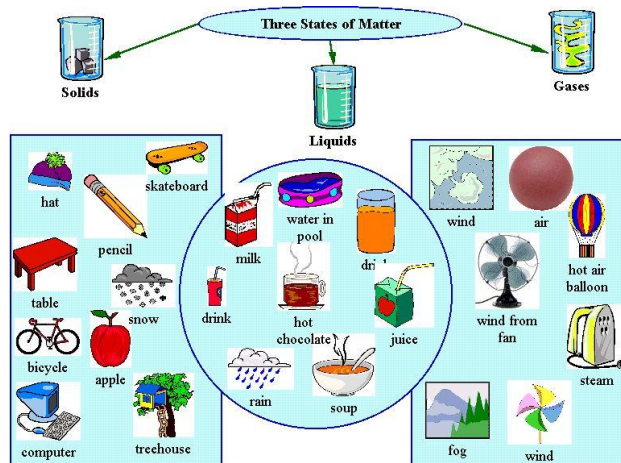 Three States of Matter
Solids
Liquids
Gases
hat
skateboard
pencil
table
snow
bicycle
apple
computer
treehouse
milk
water in
pool
drink
hot
chocolate
juice
rain
soup
wind
air
hot air
balloon
wind from
fan
steam
fog
wind